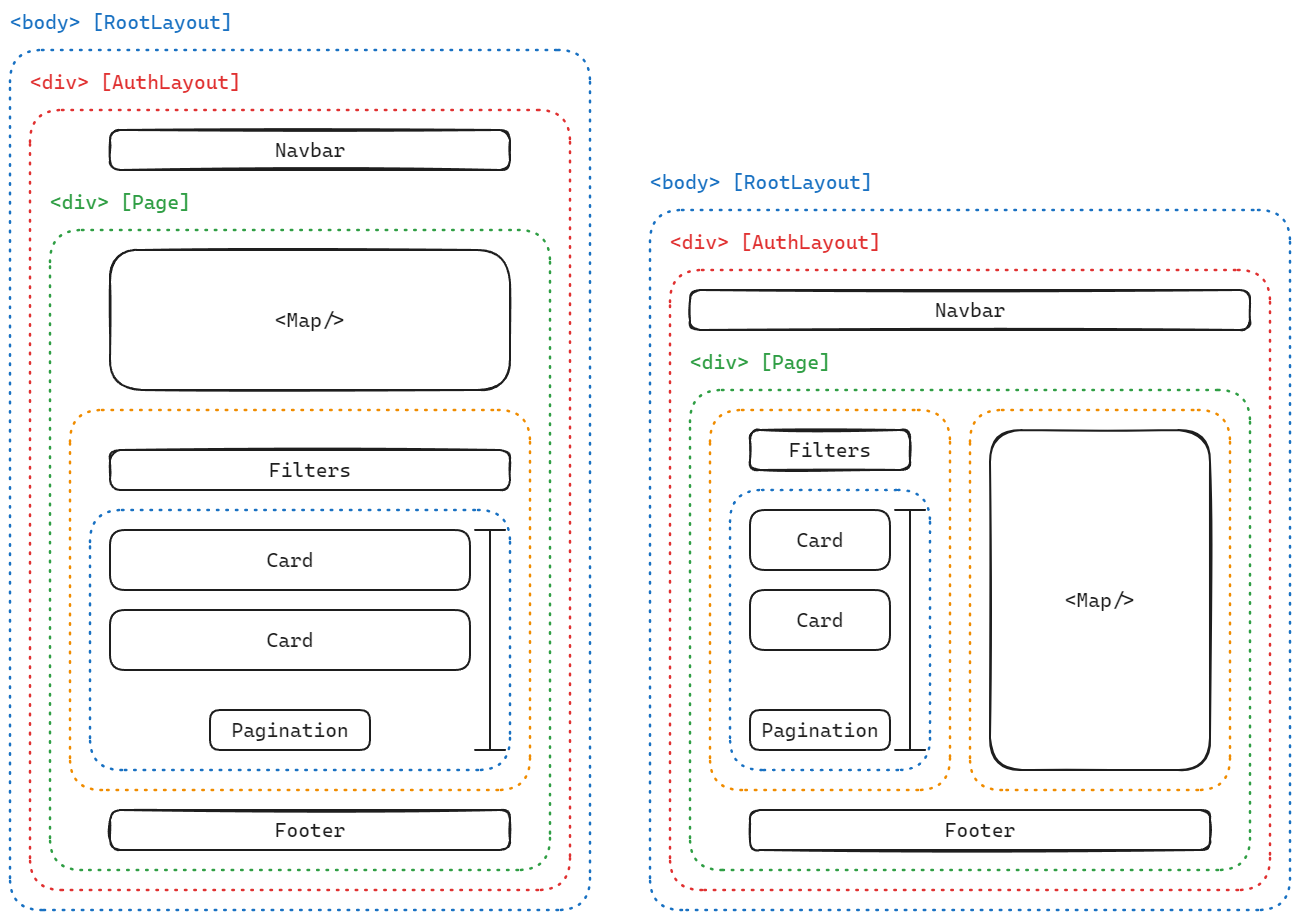 <body> [RootLayout]
<div> [AuthLayout]
Navbar
<div> [Page]
<Map/>
Filters
Card
Card
Pagination
Footer
<body> [RootLayout]
<div> [AuthLayout]
Navbar
<div> [Page]
Filters
Card
Card
Pagination
<Map/>
Footer